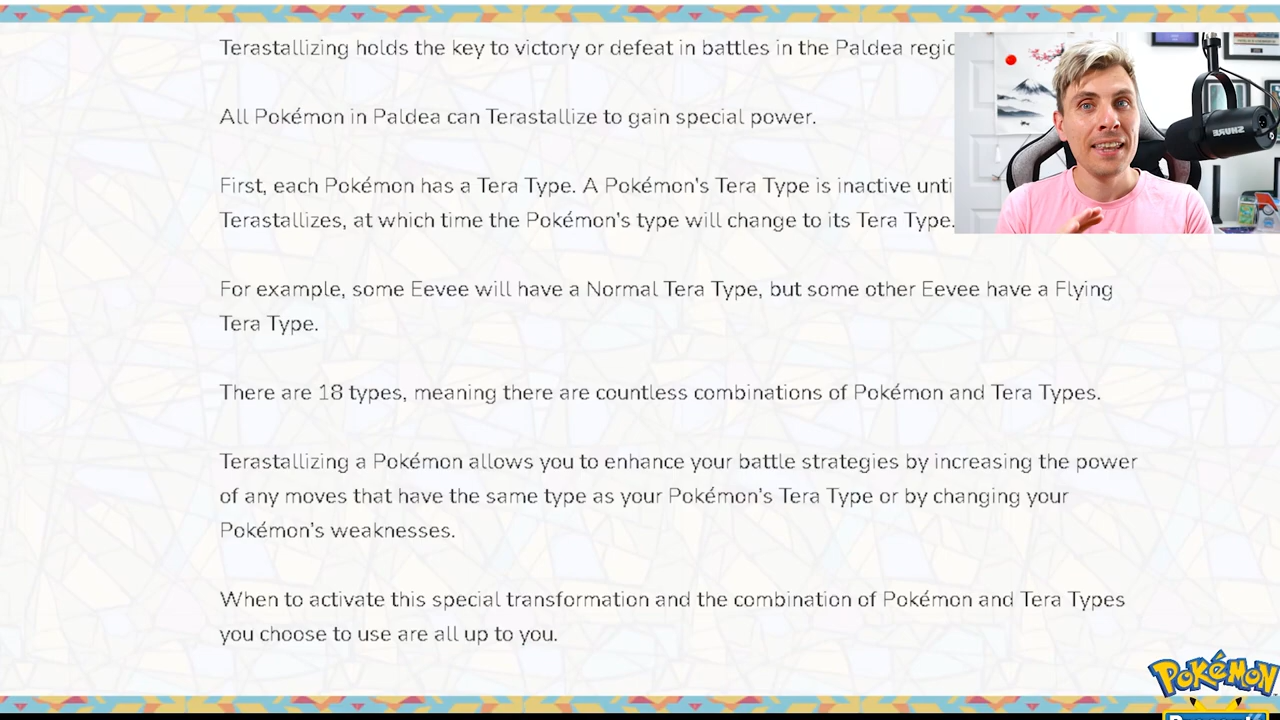 Terastallizing holds the key to victory or defeat in battles in the Paldea
All Pokémon in Paldea can Terastallize to gain special power.
First, each Pokémon has a Tera Type. A Pokémon's Tera Type is inactive
Terastallizes, at which time the Pokémon's type will change to its Tera Type.
For example, some Eevee will have a Normal Tera Type, but some other Eevee have a Flying
Tera Type.
There are 18 types, meaning there are countless combinations of Pokémon and Tera Types.
Terastallizing a Pokémon allows you to enhance your battle strategies by increasing the power
of any moves that have the same type as your Pokémon's Tera Type or by changing your
Pokémon's weaknesses.
When to activate this special transformation and the combination of Pokémon and Tera Types
you choose to use are all up to you.
SHURE
POKéMON